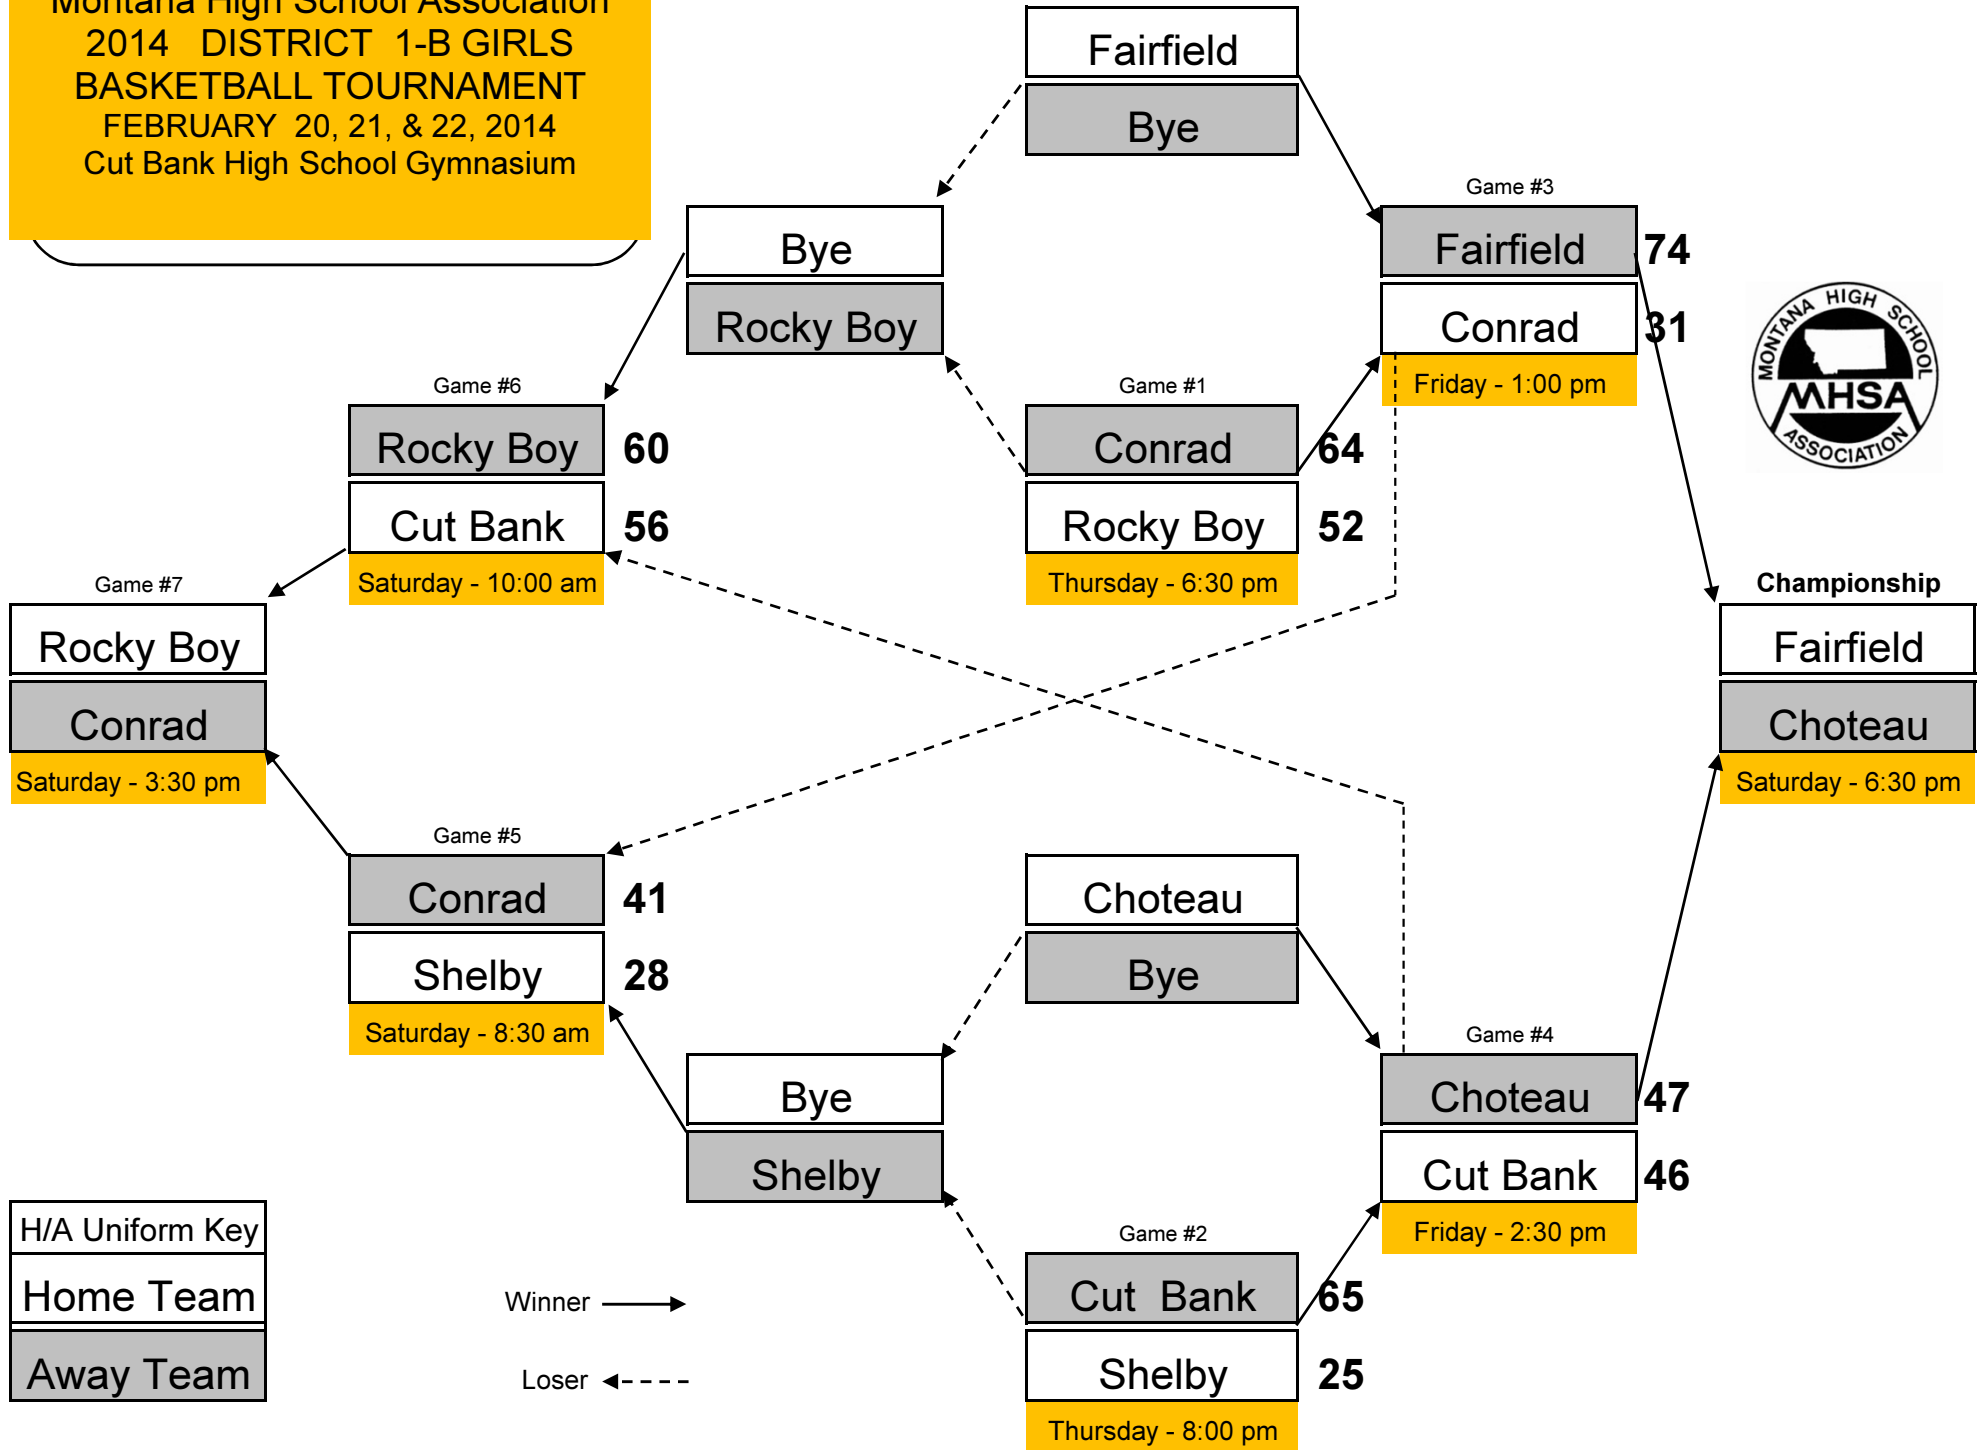 Montana High School Association
2014 DISTRICT 1-B GIRLS
BASKETBALL TOURNAMENT
FEBRUARY 20, 21, & 22, 2014
Cut Bank High School Gymnasium
Fairfield
Bye
Game #3
Fairfield 74
Conrad 31
Friday - 1:00 pm
Bye
Rocky Boy
MONTANA HIGH SCHOOL
MHSA
ASSOCIATION
Game #6
Rocky Boy 60
Cut Bank 56
Saturday - 10:00 am
Game #1
Conrad 64
Rocky Boy 52
Thursday - 6:30 pm
Game #7
Rocky Boy
Conrad
Saturday - 3:30 pm
Championship
Fairfield
Choteau
Saturday - 6:30 pm
Game #5
Conrad 41
Shelby 28
Saturday - 8:30 am
Choteau
Bye
Game #4
Choteau 47
Cut Bank 46
Friday - 2:30 pm
Bye
Shelby
Game #2
Cut Bank 65
Shelby 25
Thursday - 8:00 pm
H/A Uniform Key
Home Team
Away Team
Winner
Loser